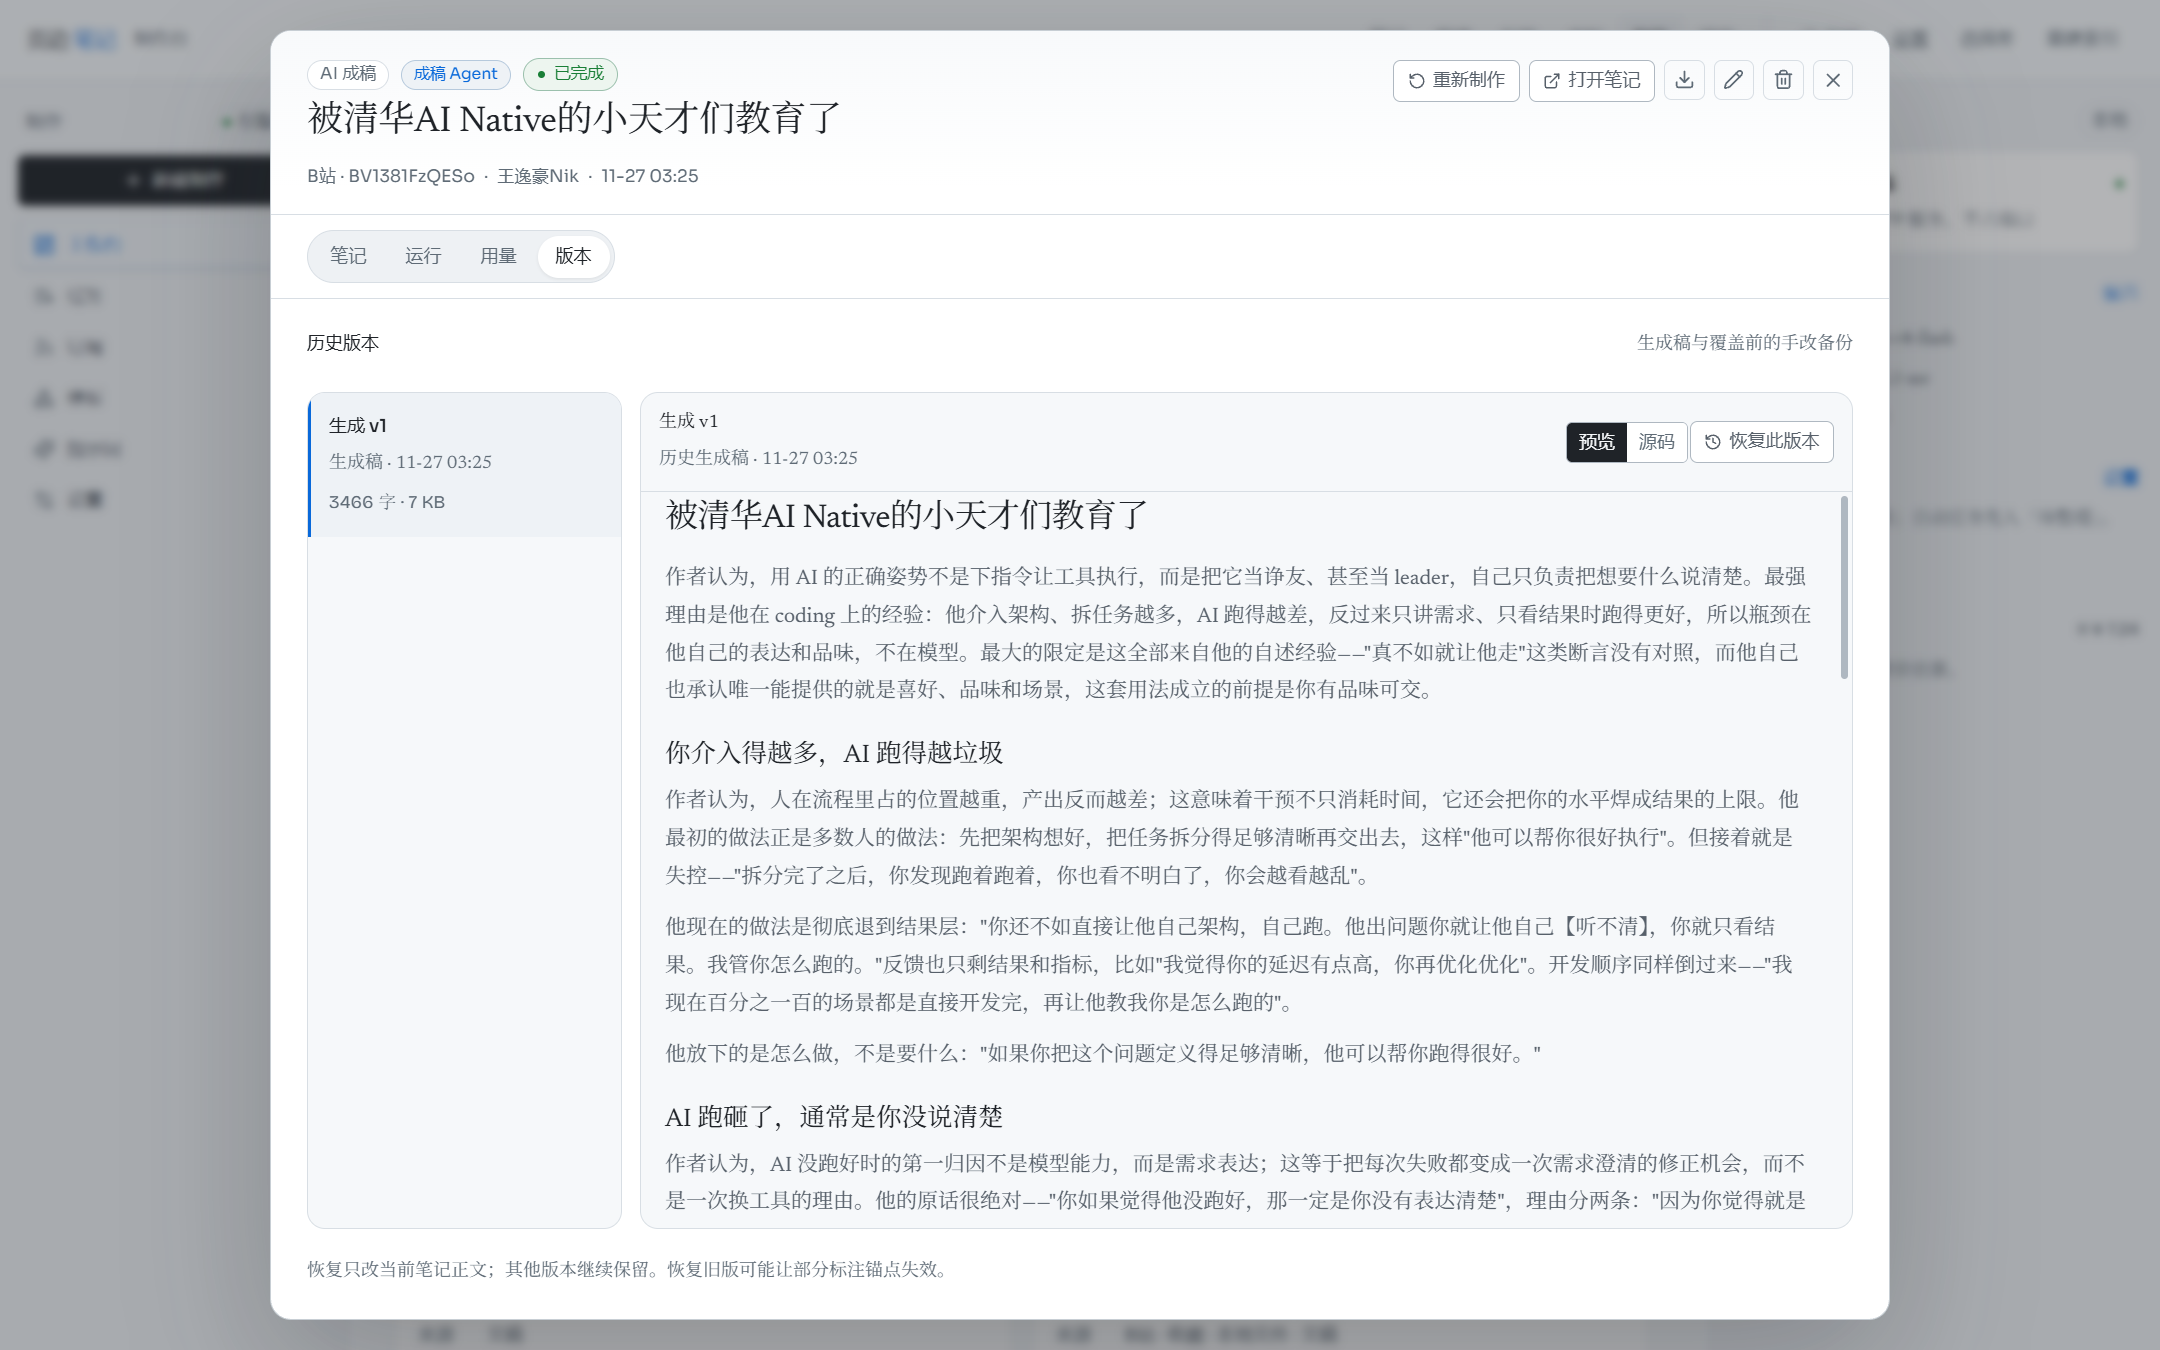 AI 成稿
成稿 Agent
已完成
重新制作
打开笔记
被清华AI Native的小天才们教育了
B站 · BV1381FzQESo · 王逸豪Nik · 11-27 03:25
笔记
运行
用量
版本
历史版本
生成稿与覆盖前的手改备份
生成 v1
生成稿 · 11-27 03:25
3466 字 · 7 KB
生成 v1
历史生成稿 · 11-27 03:25
预览
源码
恢复此版本
被清华AI Native的小天才们教育了
作者认为，用 AI 的正确姿势不是下指令让工具执行，而是把它当诤友、甚至当 leader，自己只负责把想要什么说清楚。最强
理由是他在 coding 上的经验：他介入架构、拆任务越多，AI 跑得越差，反过来只讲需求、只看结果时跑得更好，所以瓶颈在
他自己的表达和品味，不在模型。最大的限定是这全部来自他的自述经验——"真不如就让他走"这类断言没有对照，而他自己
也承认唯一能提供的就是喜好、品味和场景，这套用法成立的前提是你有品味可交。
你介入得越多，AI 跑得越垃圾
作者认为，人在流程里占的位置越重，产出反而越差；这意味着干预不只消耗时间，它还会把你的水平焊成结果的上限。他
最初的做法正是多数人的做法：先把架构想好，把任务拆分得足够清晰再交出去，这样"他可以帮你很好执行"。但接着就是
失控——"拆分完了之后，你发现跑着跑着，你也看不明白了，你会越看越乱"。
他现在的做法是彻底退到结果层："你还不如直接让他自己架构，自己跑。他出问题你就让他自己【听不清】，你就只看结
果。我管你怎么跑的。"反馈也只剩结果和指标，比如"我觉得你的延迟有点高，你再优化优化"。开发顺序同样倒过来——"我
现在百分之一百的场景都是直接开发完，再让他教我你是怎么跑的"。
他放下的是怎么做，不是要什么："如果你把这个问题定义得足够清晰，他可以帮你跑得很好。"
AI 跑砸了，通常是你没说清楚
作者认为，AI 没跑好时的第一归因不是模型能力，而是需求表达；这等于把每次失败都变成一次需求澄清的修正机会，而不
是一次换工具的理由。他的原话很绝对——"你如果觉得他没跑好，那一定是你没有表达清楚"，理由分两条："因为你觉得就是
恢复只改当前笔记正文；其他版本继续保留。恢复旧版可能让部分标注锚点失效。